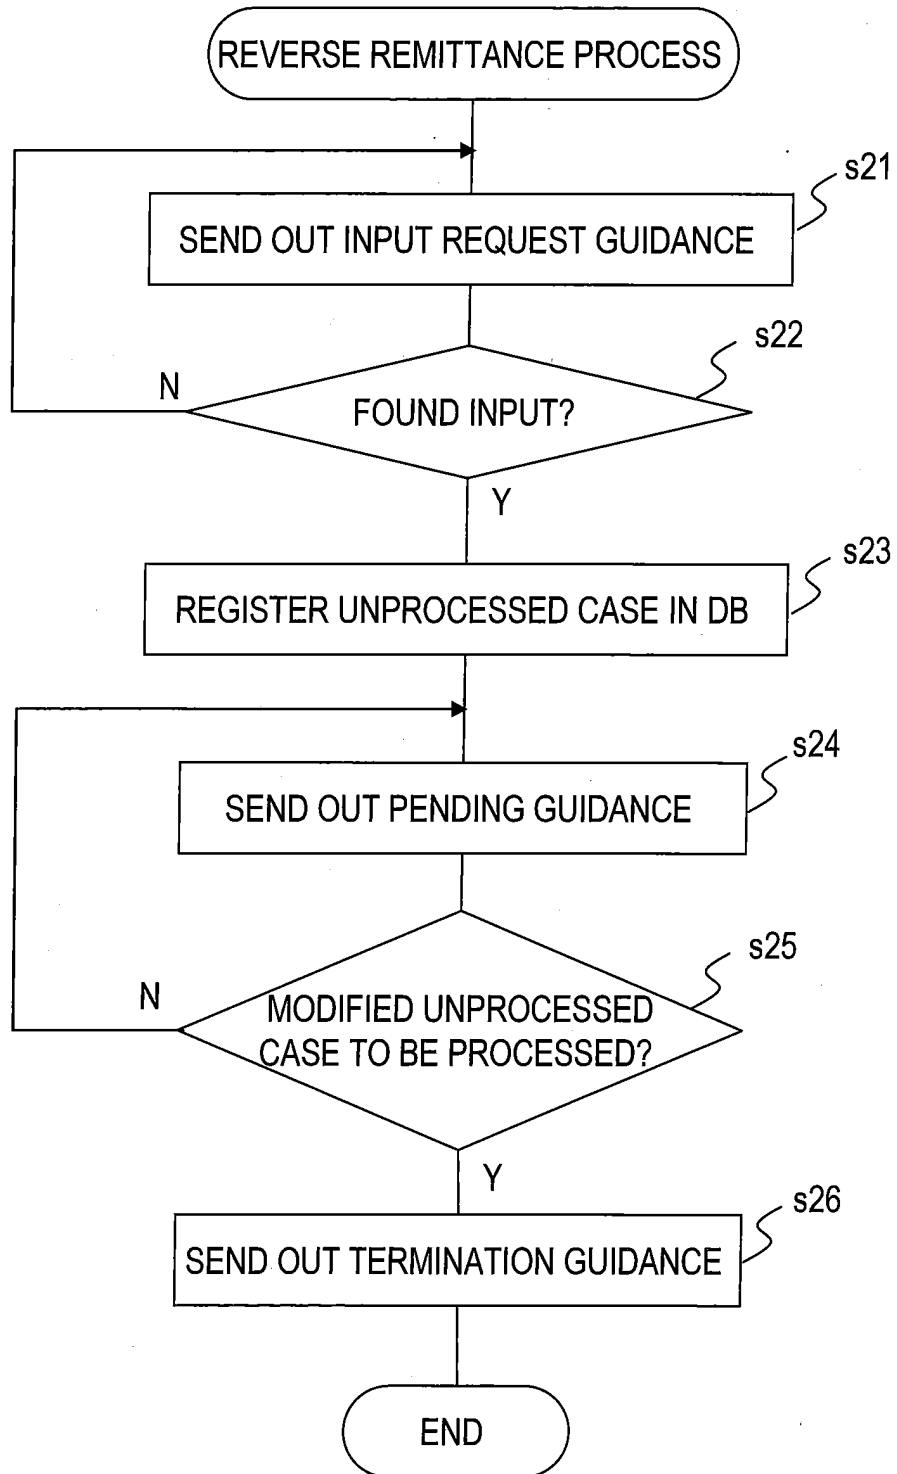 REVERSE REMITTANCE PROCESS
s21
SEND OUT INPUT REQUEST GUIDANCE
s22
N
FOUND INPUT?
Y
s23
REGISTER UNPROCESSED CASE IN DB
s24
SEND OUT PENDING GUIDANCE
s25
N
MODIFIED UNPROCESSED
CASE TO BE PROCESSED?
Y
s26
SEND OUT TERMINATION GUIDANCE
END